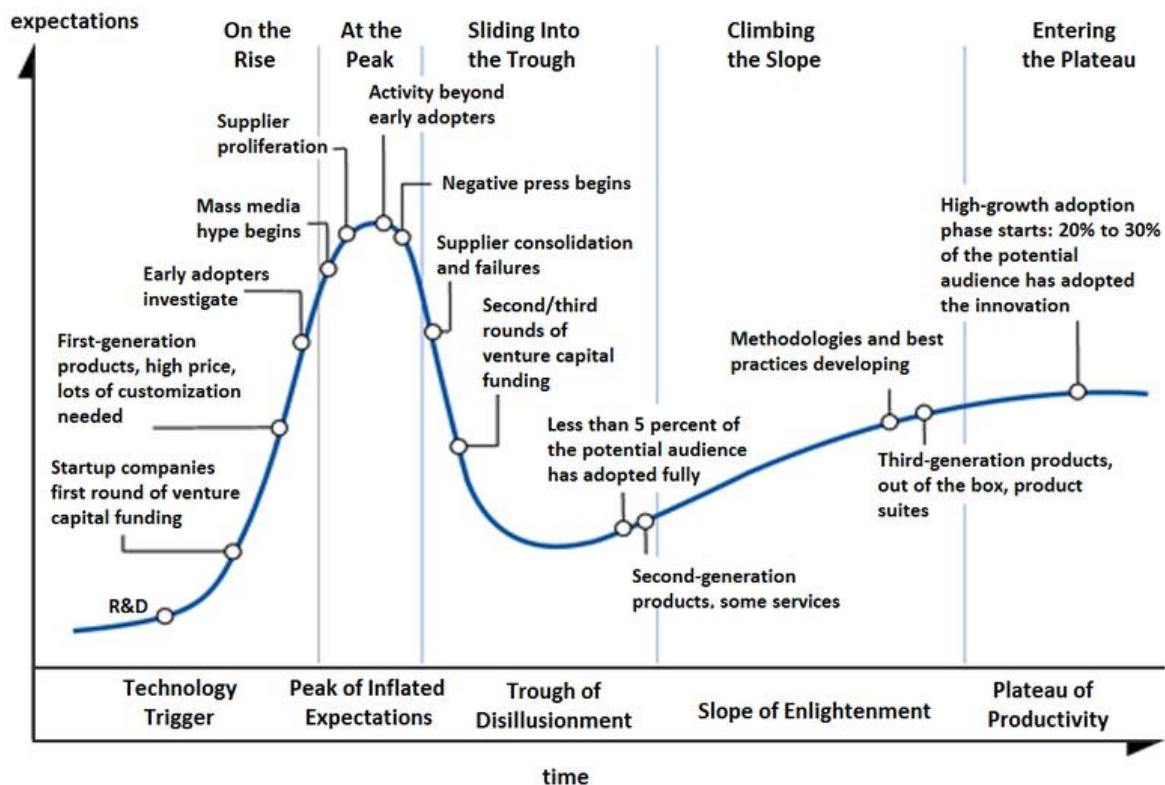 expectations
On the
Rise
At the
Peak
Sliding Into
the Trough
Climbing
the Slope
Entering
the Plateau
Activity beyond
early adopters
Supplier
proliferation
Negative press begins
Mass media
hype begins
Supplier consolidation
and failures
High-growth adoption
phase starts: 20% to 30%
of the potential
audience has adopted
the innovation
Early adopters
investigate
Second/third
rounds of
venture capital
funding
First-generation
products, high price,
lots of customization
needed
Methodologies and best
practices developing
Less than 5 percent of
the potential audience
has adopted fully
Startup companies
first round of venture
capital funding
Third-generation products,
out of the box, product
suites
Second-generation
products, some services
R&D
Technology
Trigger
Peak of Inflated
Expectations
Trough of
Disillusionment
Slope of Enlightenment
Plateau of
Productivity
time